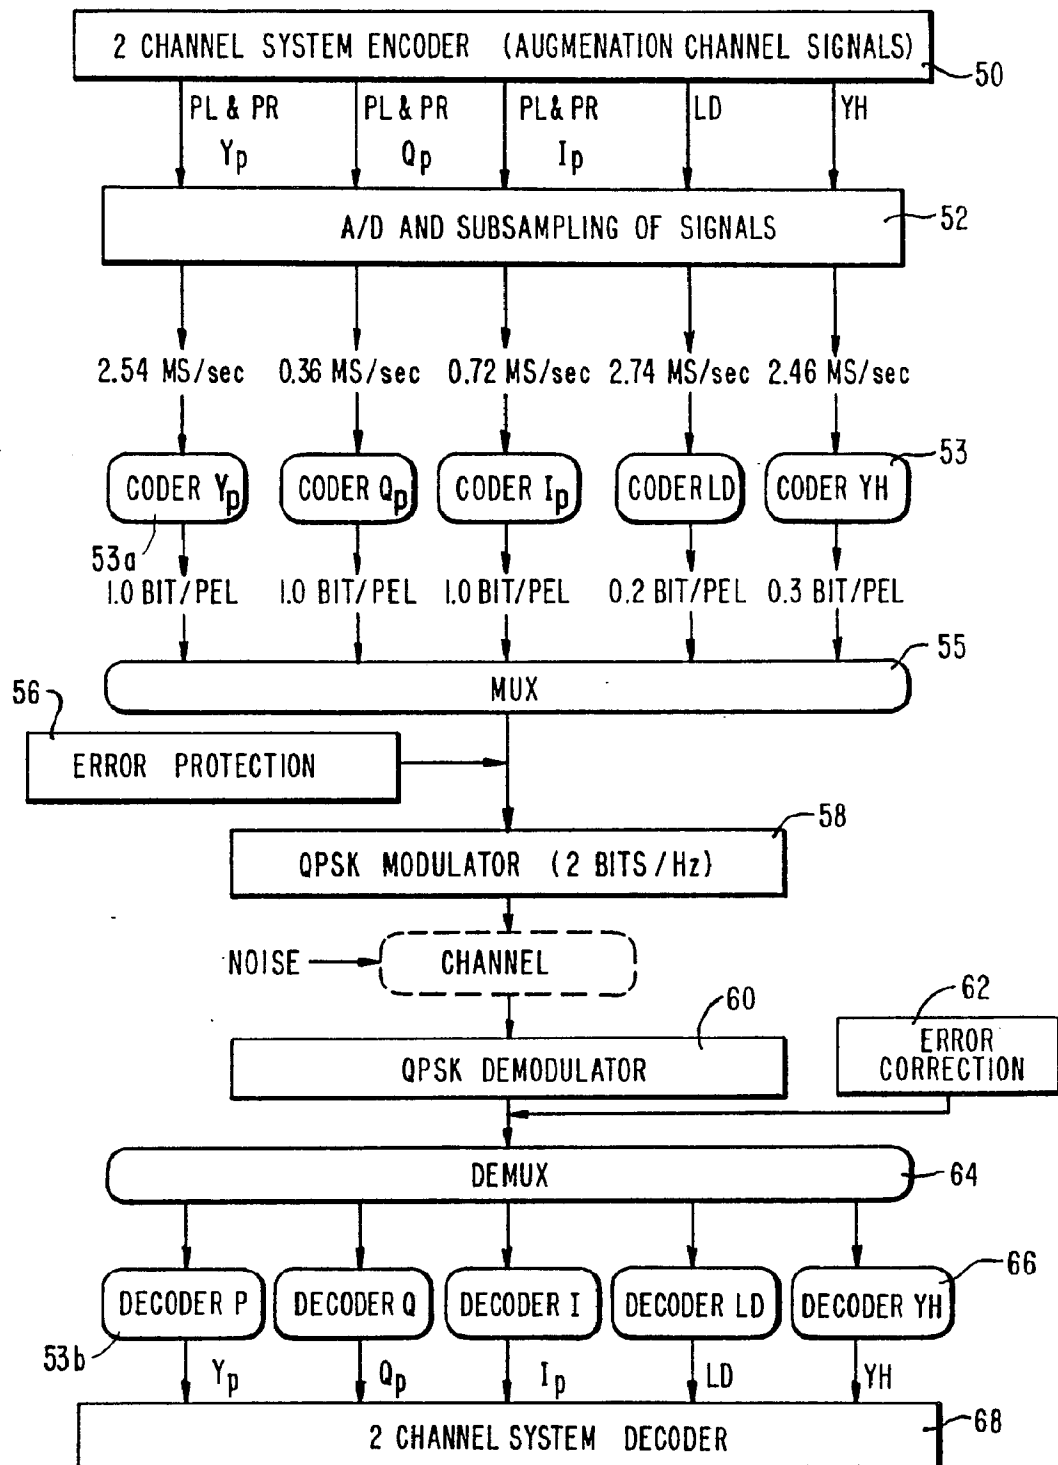 2 CHANNEL SYSTEM ENCODER (AUGMENATION CHANNEL SIGNALS)
50
PL & PR PL & PR PL & PR LD YH
Yp Qp Ip
A/D AND SUBSAMPLING OF SIGNALS
52
2.54 MS/sec 0.36 MS/sec 0.72 MS/sec 2.74 MS/sec 2.46 MS/sec
53
CODER Yp CODER Qp CODER Ip CODER LD CODER YH
53a
1.0 BIT/PEL 1.0 BIT/PEL 1.0 BIT/PEL 0.2 BIT/PEL 0.3 BIT/PEL
55
MUX
56
ERROR PROTECTION
58
QPSK MODULATOR (2 BITS/Hz)
NOISE CHANNEL
60
62
QPSK DEMODULATOR
ERROR
CORRECTION
DEMUX
64
66
DECODER P DECODER Q DECODER I DECODER LD DECODER YH
53b
Yp Qp Ip LD YH
2 CHANNEL SYSTEM DECODER
68